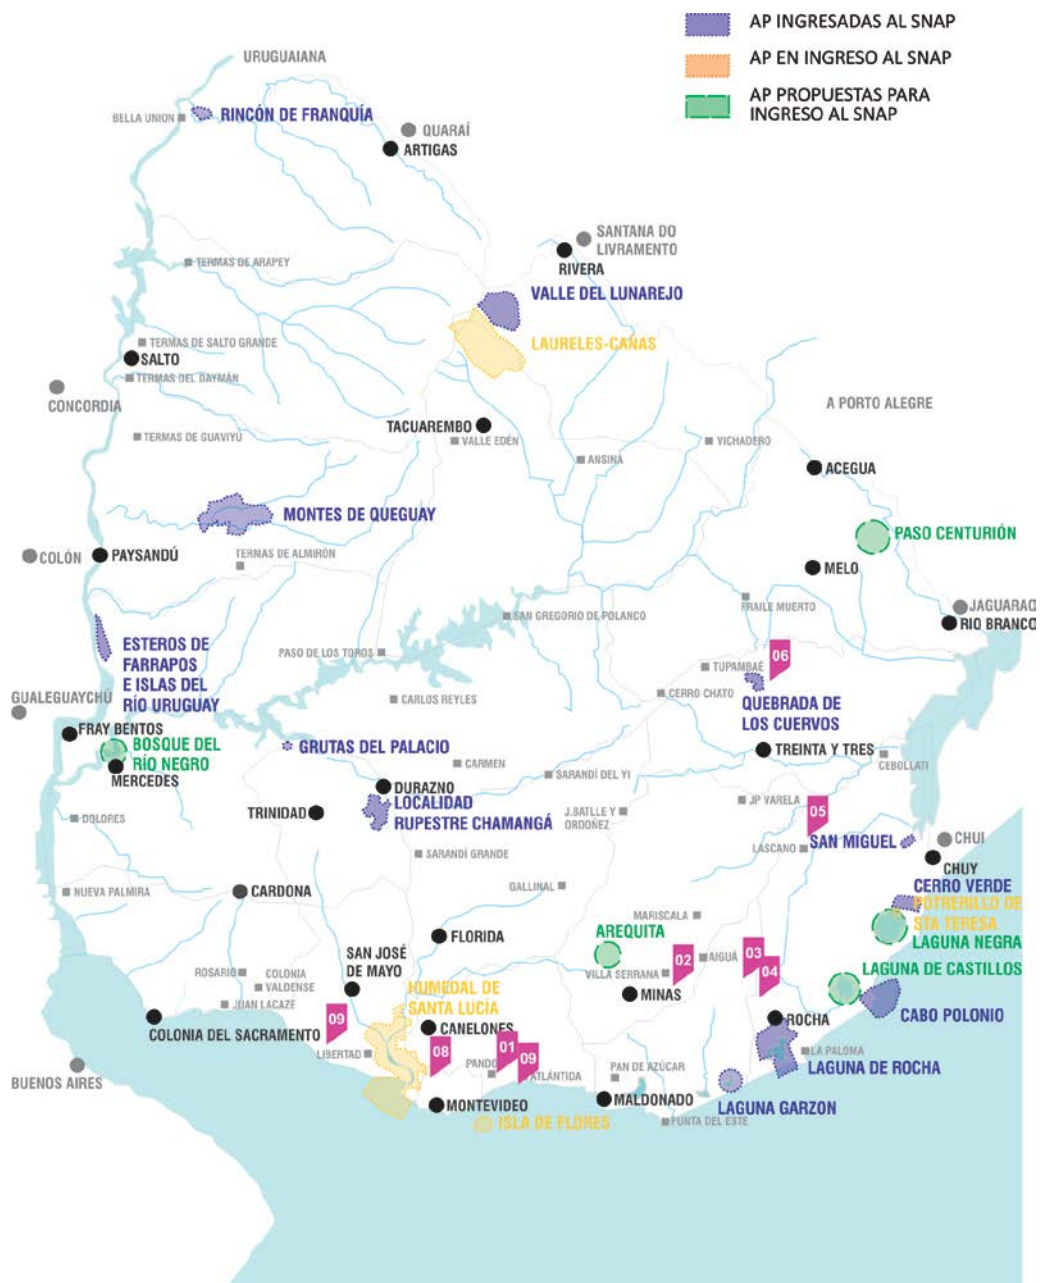 AP INGRESADAS AL SNAP
AP EN INGRESO AL SNAP
AP PROPUESTAS PARA
INGRESO AL SNAP
URUGUAIANA
BELLA UNION
RINCÓN DE FRANQUÍA
QUARAÍ
ARTIGAS
SANTANA DO
LIVRAMENTO
RIVERA
TERMAS DE ARAPEY
VALLE DEL LUNAREJO
LAURELES-CAÑAS
TERMAS DE SALTO GRANDE
SALTO
TERMAS DEL DAYMÁN
CONCORDIA
A PORTO ALEGRE
TACUAREMBO
TERMAS DE GUAVIYÚ
VALLE EDÉN
VICHADERO
ANSINA
ACEGUA
MONTES DE QUEGUAY
PASO CENTURIÓN
COLÓN
PAYSANDÚ
TERMAS DE ALMIRÓN
MELO
FRAILE MUERTO
JAGUARAO
RIO BRANCO
SAN GREGORIO DE POLANCO
ESTEROS DE
FARRAPOS
E ISLAS DEL
RÍO URUGUAY
PASO DE LOS TOROS
06
TUPAMBAÉ
CERRO CHATO
QUEBRADA DE
LOS CUERVOS
GUALEGUAYCHÚ
CARLOS REYLES
FRAY BENTOS
BOSQUE DEL
RÍO NEGRO
MERCEDES
GRUTAS DEL PALACIO
TREINTA Y TRES
CEBOLLATI
CARMEN
SARANDÍ DEL YI
DURAZNO
LOCALIDAD
RUPESTRE CHAMANGÁ
TRINIDAD
J.BATLLE Y
ORDOÑEZ
JP VARELA
05
DOLORES
SARANDÍ GRANDE
LASCANO
SAN MIGUEL
CHUI
CHUY
NUEVA PALMIRA
CARDONA
GALLINAL
CERRO VERDE
POTRERILLO DE
STA TERESA
LAGUNA NEGRA
MARISCALA
AREQUITA
FLORIDA
SAN JOSÉ
DE MAYO
AIGUÁ
03
02
04
VILLA SERRANA
LAGUNA DE CASTILLOS
ROSARIO
COLONIA
VALDENSE
HUMEDAL DE
SANTA LUCÍA
MINAS
JUAN LACAZE
CABO POLONIO
COLONIA DEL SACRAMENTO
09
CANELONES
ROCHA
LIBERTAD
08
01
09
LA PALOMA
LAGUNA DE ROCHA
PANDO
ATLÁNTIDA
PAN DE AZÚCAR
BUENOS AIRES
MONTEVIDEO
MALDONADO
LAGUNA GARZON
ISLA DE FLORES
PUNTA DEL ESTE